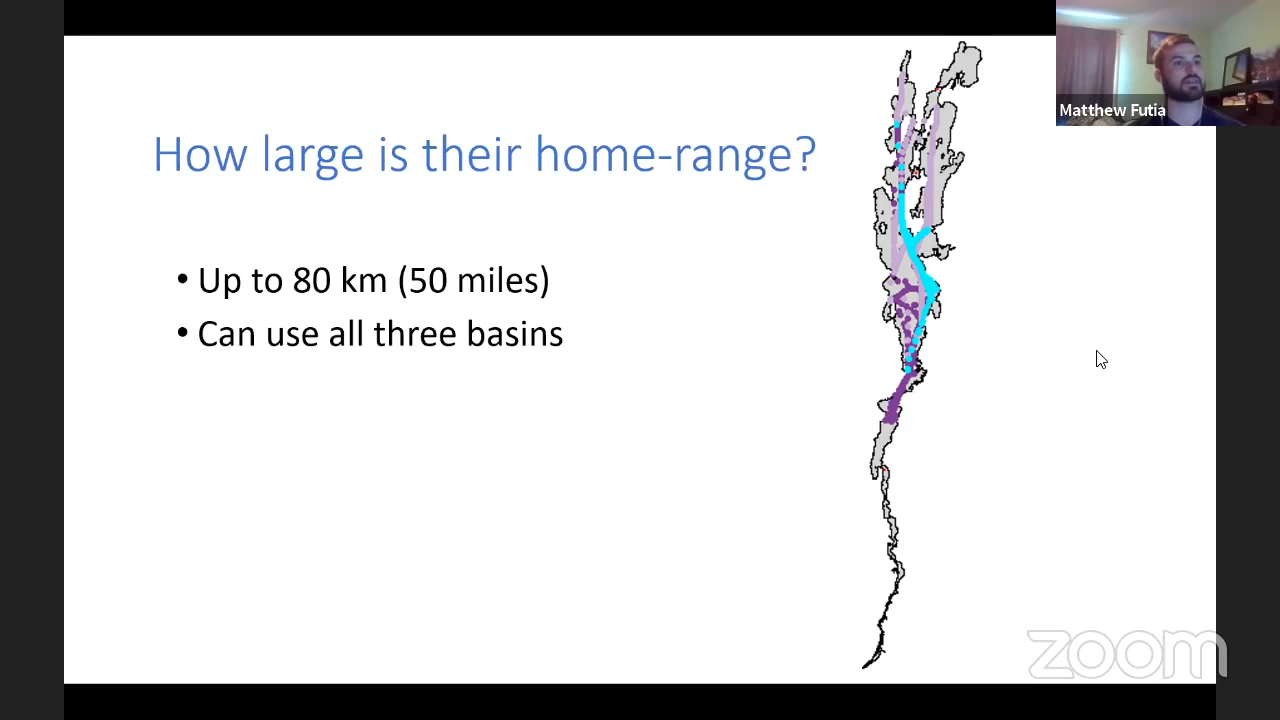 Matthew Futia
How large is their home-range?
• Up to 80 km (50 miles)
• Can use all three basins
zoom